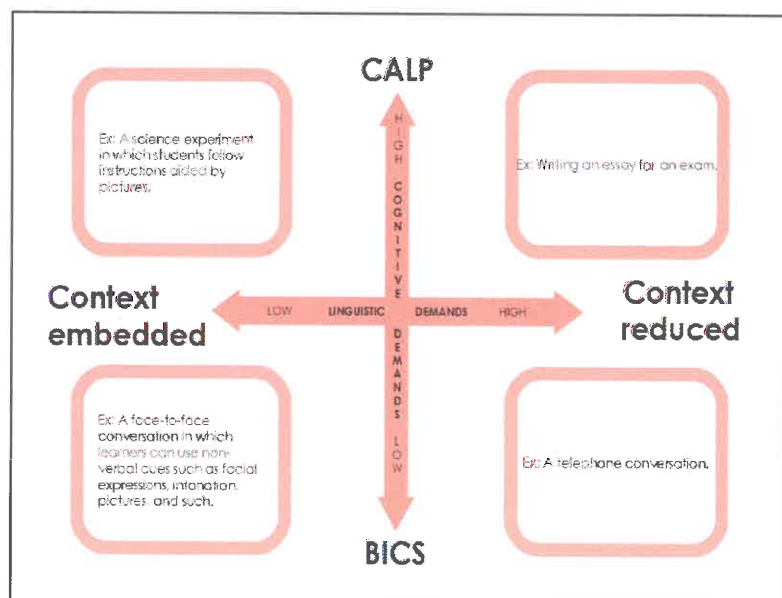 CALP
Ex: A science experiment
in which students follow
instructions aided by
pictures.
Ex: Writing an essay for an exam.
HIGH COGNITIVE DEMANDS LOW
Context
embedded
LOW LINGUISTIC DEMANDS HIGH
Context
reduced
Ex: A face-to-face
conversation in which
learners can use non-
verbal cues such as facial
expressions, intonation,
pictures, and such.
Ex: A telephone conversation.
BICS